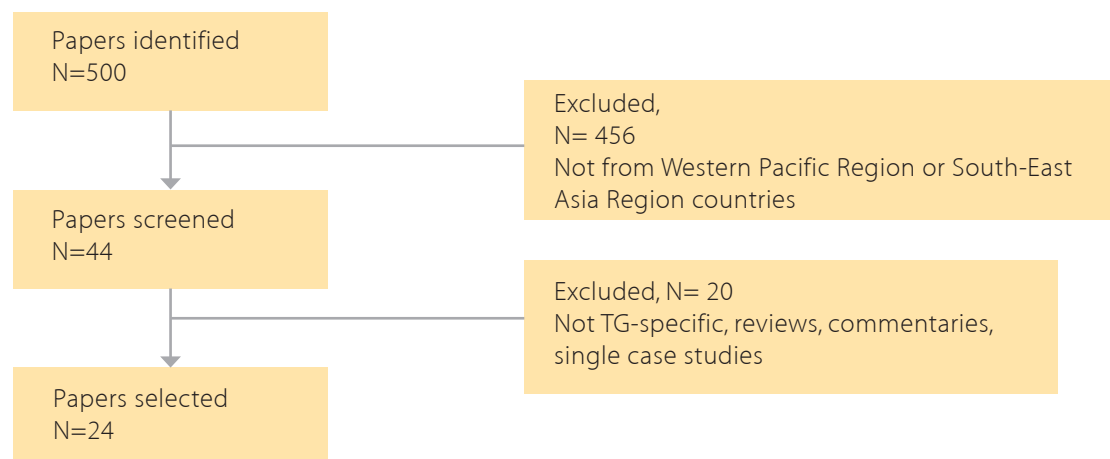 Papers identified
N=500
Excluded,
N= 456
Not from Western Pacific Region or South-East
Asia Region countries
Papers screened
N=44
Excluded, N= 20
Not TG-specific, reviews, commentaries,
single case studies
Papers selected
N=24